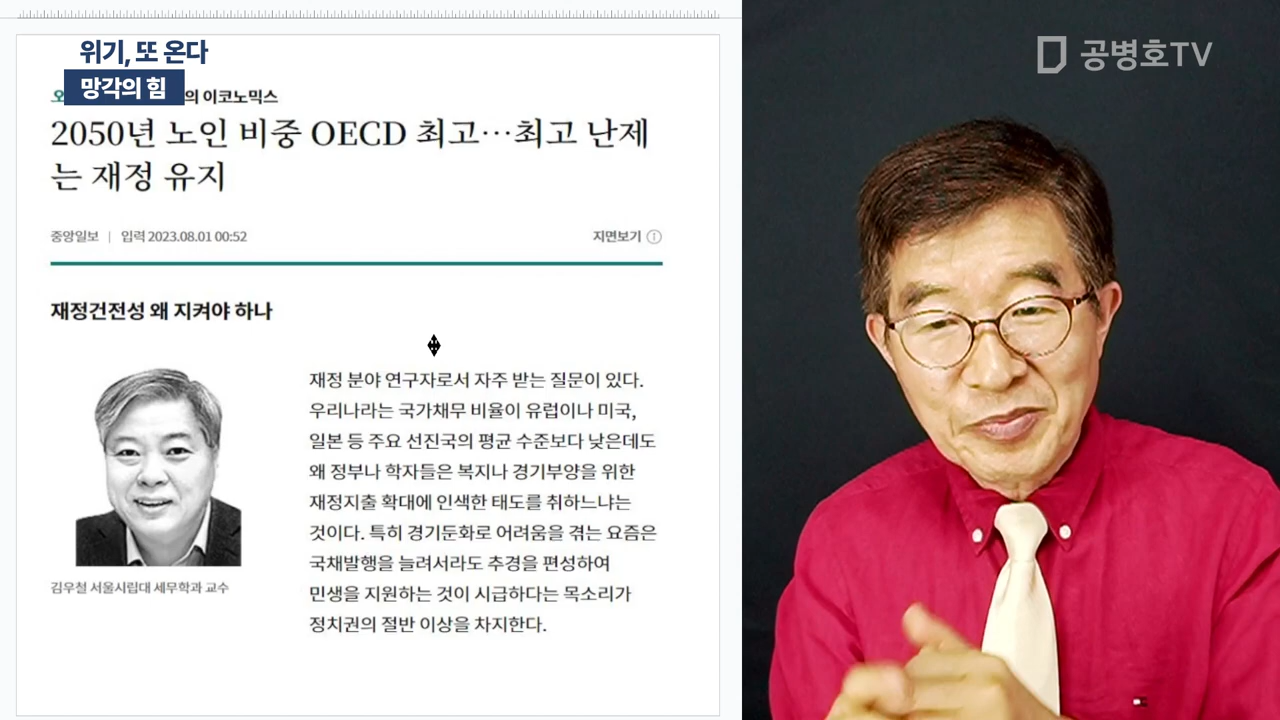 위기, 또 온다
망각의 힘
오
의 이코노믹스
2050년 노인 비중 OECD 최고…최고 난제
는 재정 유지
중앙일보 | 입력 2023.08.01 00:52
지면보기
재정건전성 왜 지켜야 하나
재정 분야 연구자로서 자주 받는 질문이 있다.
우리나라는 국가채무 비율이 유럽이나 미국,
일본 등 주요 선진국의 평균 수준보다 낮은데도
왜 정부나 학자들은 복지나 경기부양을 위한
재정지출 확대에 인색한 태도를 취하느냐는
것이다. 특히 경기둔화로 어려움을 겪는 요즘은
국채발행을 늘려서라도 추경을 편성하여
민생을 지원하는 것이 시급하다는 목소리가
정치권의 절반 이상을 차지한다.
김우철 서울시립대 세무학과 교수
공병호TV